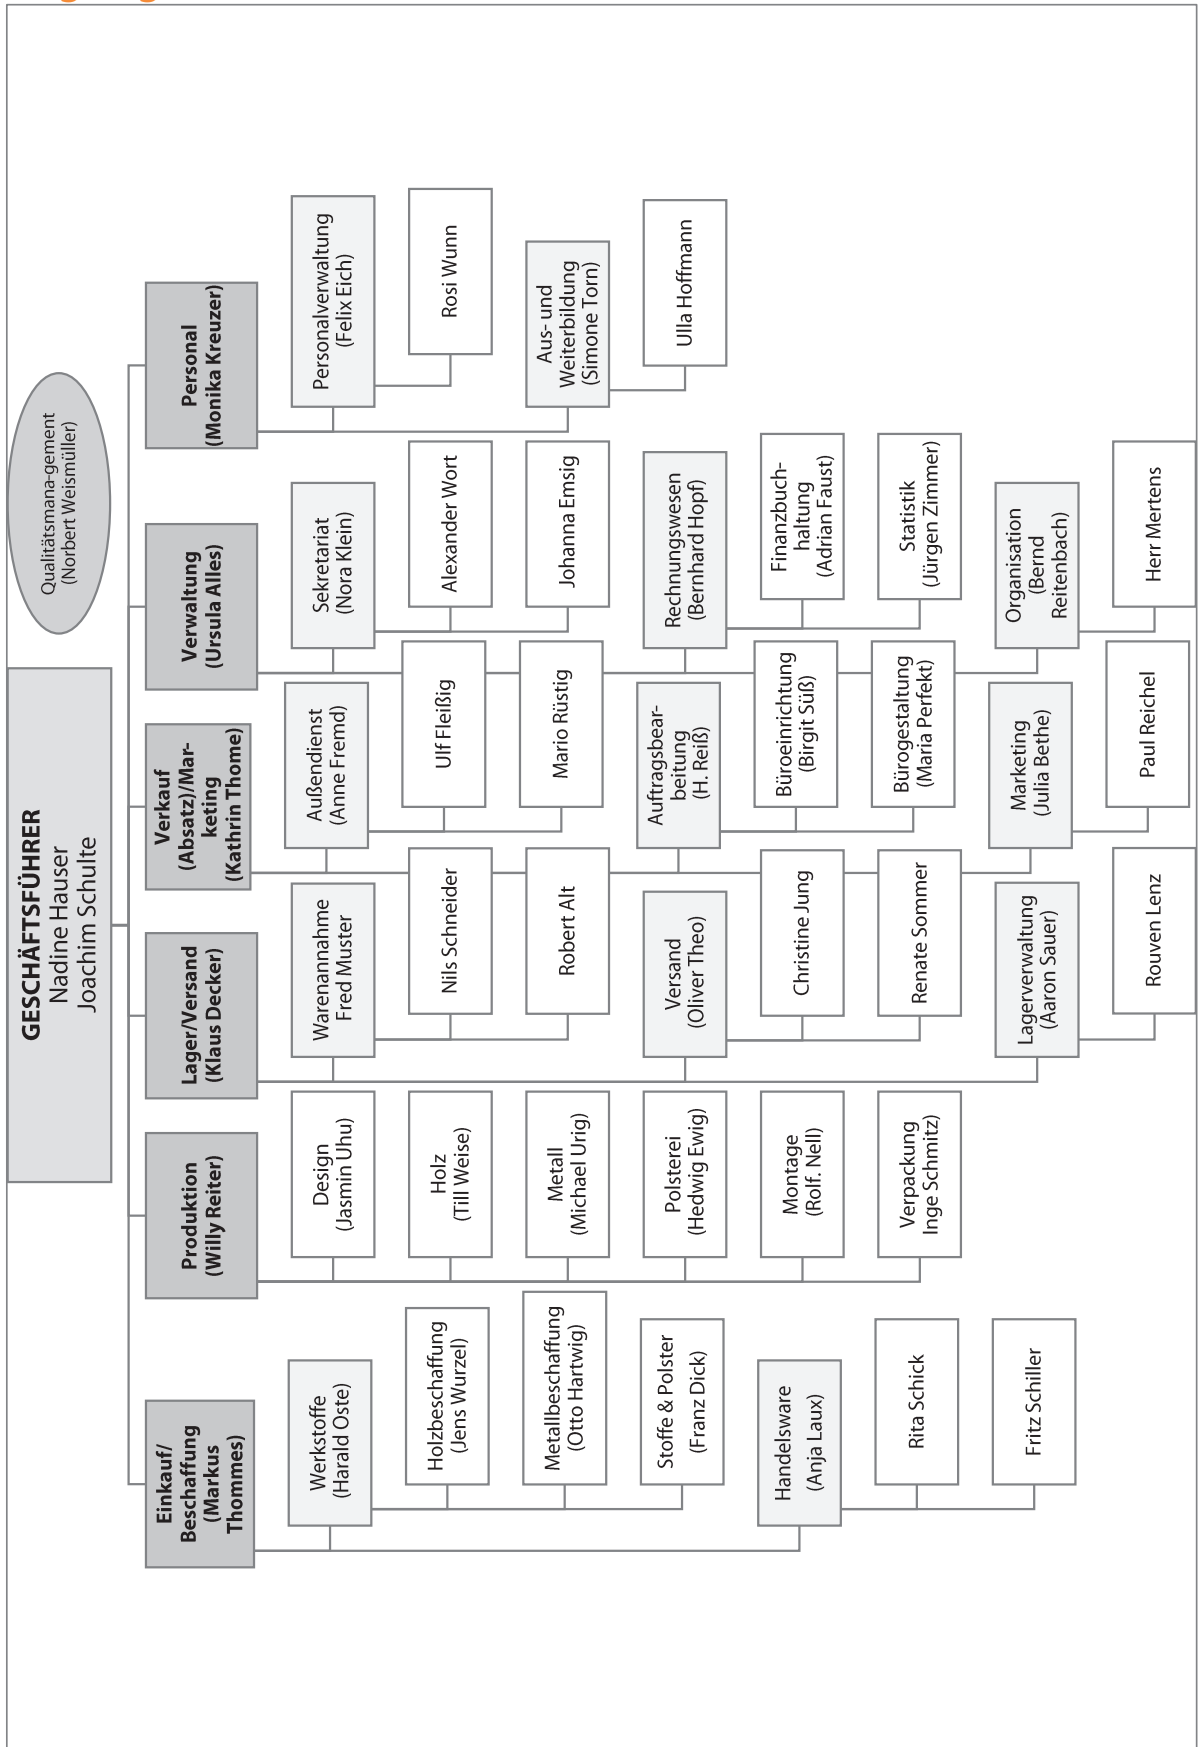 GESCHÄFTSFÜHRER
Nadine Hauser
Joachim Schulte
Qualitätsmana-gement
(Norbert Weismüller)
Einkauf/
Beschaffung
(Markus
Thommes)
Werkstoffe
(Harald Oste)
Holzbeschaffung
(Jens Wurzel)
Metallbeschaffung
(Otto Hartwig)
Stoffe & Polster
(Franz Dick)
Handelsware
(Anja Laux)
Rita Schick
Fritz Schiller
Produktion
(Willy Reiter)
Design
(Jasmin Uhu)
Holz
(Till Weise)
Metall
(Michael Urig)
Polsterei
(Hedwig Ewig)
Montage
(Rolf. Nell)
Verpackung
Inge Schmitz)
Lager/Versand
(Klaus Decker)
Warenannahme
Fred Muster)
Nils Schneider
Robert Alt
Versand
(Oliver Theo)
Christine Jung
Renate Sommer
Lagerverwaltung
(Aaron Sauer)
Rouven Lenz
Verkauf
(Absatz)/Mar-
keting
(Kathrin Thome)
Außendienst
(Anne Fremd)
Ulf Fleißig
Mario Rüstig
Auftragsbear-
beitung
(H. Reiß)
Büroeinrichtung
(Birgit Süß)
Bürogestaltung
(Maria Perfekt)
Marketing
(Julia Bethe)
Paul Reichel
Verwaltung
(Ursula Alles)
Sekretariat
(Nora Klein)
Alexander Wort
Johanna Emsig
Rechnungswesen
(Bernhard Hopf)
Finanzbuch-
haltung
(Adrian Faust)
Statistik
(Jürgen Zimmer)
Organisation
(Bernd
Reitenbach)
Herr Mertens
Personal
(Monika Kreuzer)
Personalverwaltung
(Felix Eich)
Rosi Wunn
Aus- und
Weiterbildung
(Simone Torn)
Ulla Hoffmann